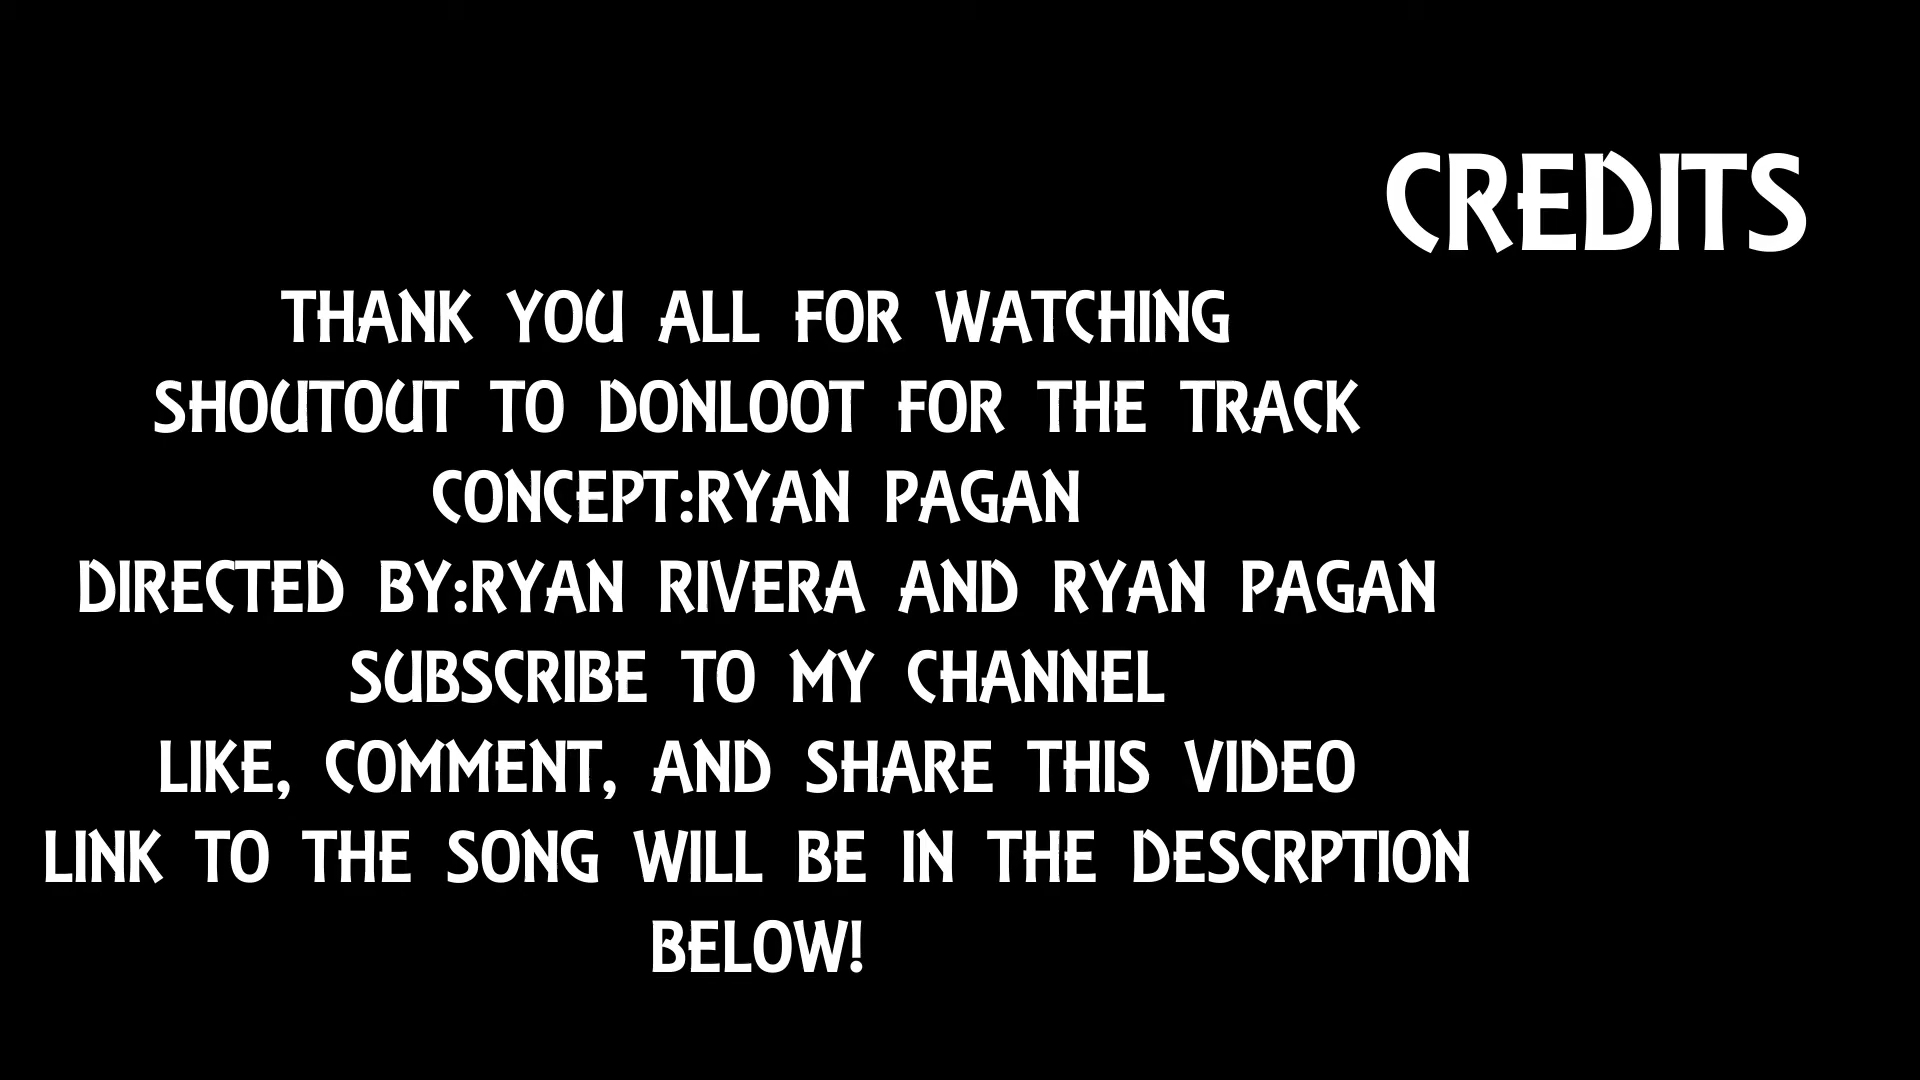 CREDITS
THANK YOU ALL FOR WATCHING
SHOUTOUT TO DONLOOT FOR THE TRACK
CONCEPT:RYAN PAGAN
DIRECTED BY:RYAN RIVERA AND RYAN PAGAN
SUBSCRIBE TO MY CHANNEL
LIKE, COMMENT, AND SHARE THIS VIDEO
LINK TO THE SONG WILL BE IN THE DESCRPTION
BELOW!